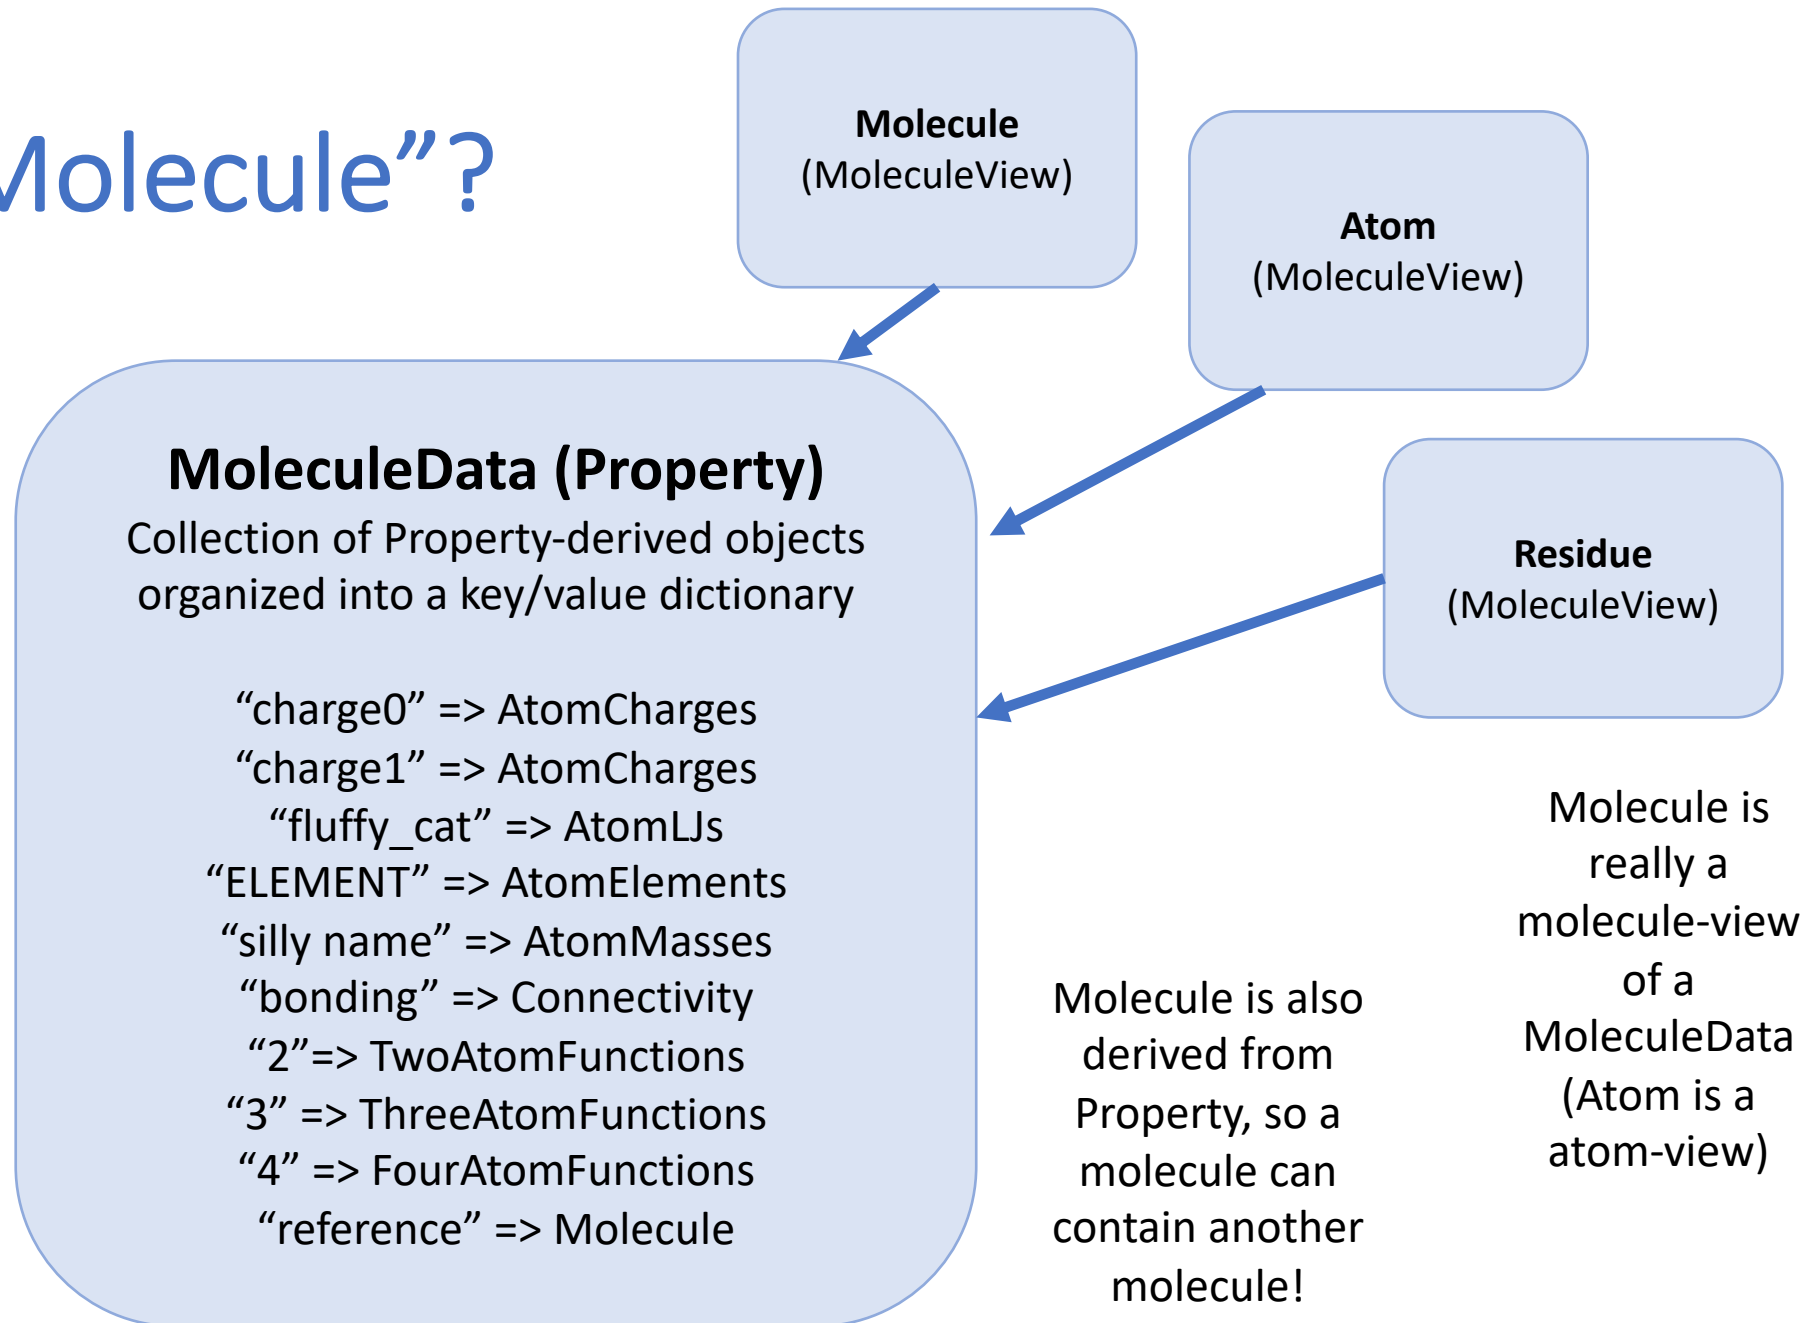 Molecule”?
Molecule
(MoleculeView)
Atom
(MoleculeView)
Residue
(MoleculeView)
MoleculeData (Property)
Collection of Property-derived objects
organized into a key/value dictionary
“charge0” => AtomCharges
“charge1” => AtomCharges
“fluffy_cat” => AtomLJs
“ELEMENT” => AtomElements
“silly name” => AtomMasses
“bonding” => Connectivity
“2”=> TwoAtomFunctions
“3” => ThreeAtomFunctions
“4” => FourAtomFunctions
“reference” => Molecule
Molecule is also
derived from
Property, so a
molecule can
contain another
molecule!
Molecule is
really a
molecule-view
of a
MoleculeData
(Atom is a
atom-view)